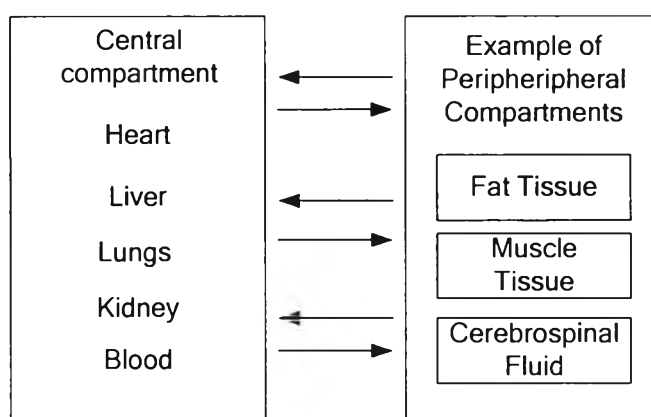 Central
compartment
Heart
Liver
Lungs
Kidney
Blood
Example of
Peripheripheral
Compartments
Fat Tissue
Muscle
Tissue
Cerebrospinal
Fluid